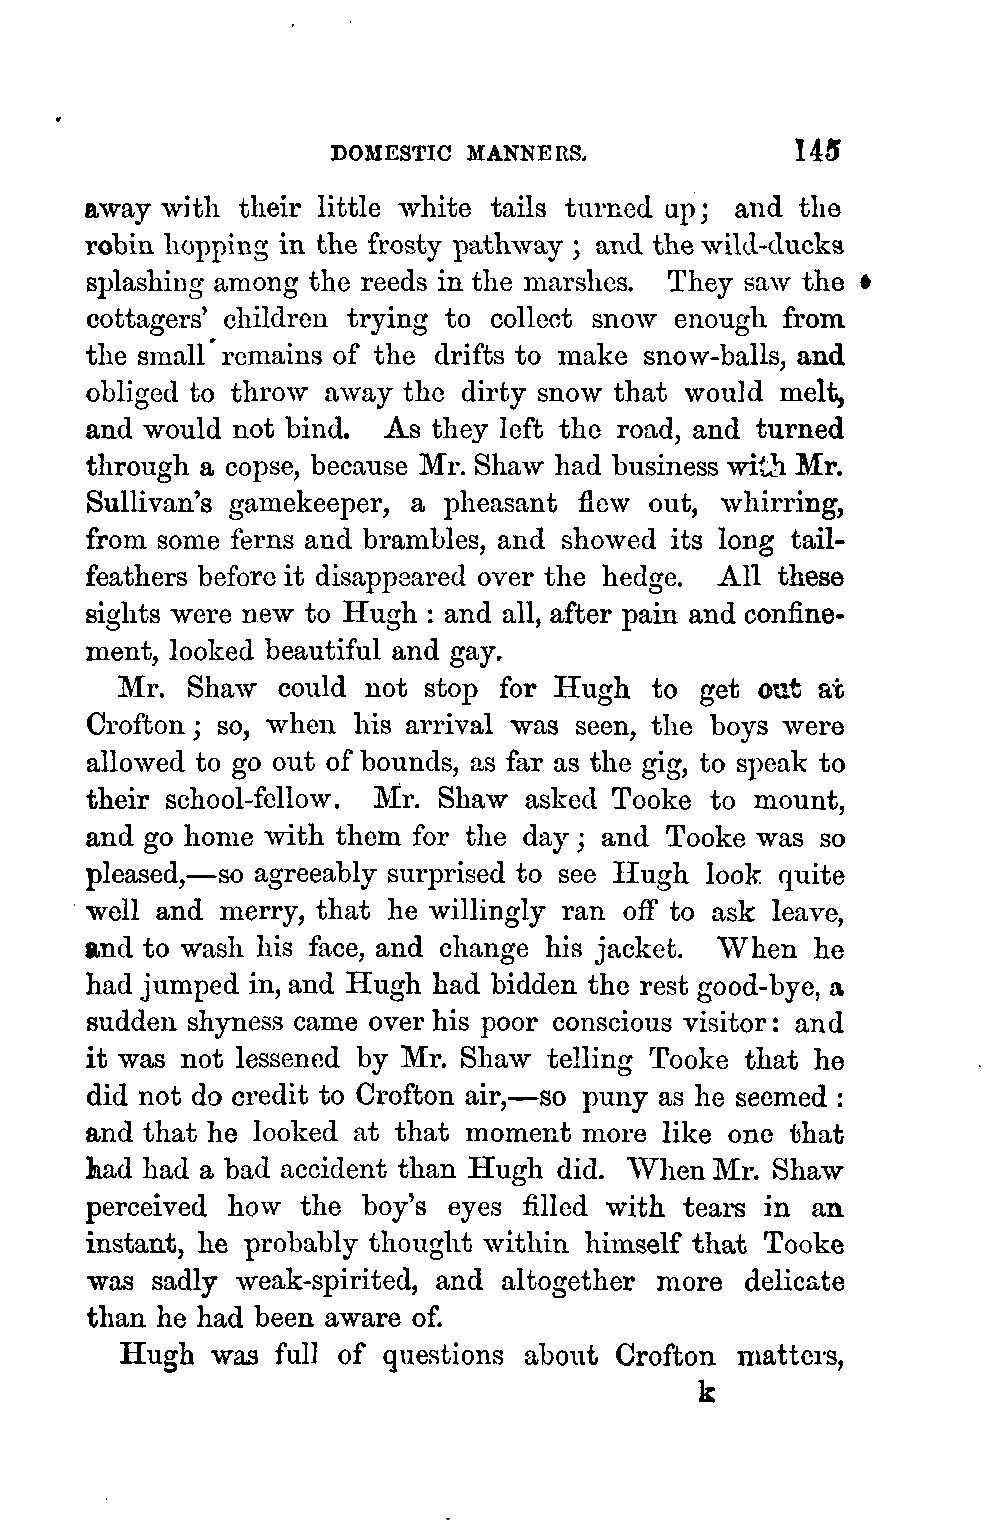 DOMESTIC MANNERS. 145
away with their little white tails turned up; and the
robin hopping in the frosty pathway ; and the wild-ducks
splashing among the reeds in the marshes. They saw the
cottagers' children trying to collect snow enough from
the small remains of the drifts to make snow-balls, and
obliged to throw away the dirty snow that would melt,
and would not bind. As they left the road, and turned
through a copse, because Mr. Shaw had business with Mr.
Sullivan's gamekeeper, a pheasant flew out, whirring,
from some ferns and brambles, and showed its long tail-
feathers before it disappeared over the hedge. All these
sights were new to Hugh : and all, after pain and confine-
ment, looked beautiful and gay.
Mr. Shaw could not stop for Hugh to get out at
Crofton ; so, when his arrival was seen, the boys were
allowed to go out of bounds, as far as the gig, to speak to
their school-fellow. Mr. Shaw asked Tooke to mount,
and go home with them for the day ; and Tooke was so
pleased,—so agreeably surprised to see Hugh look quite
well and merry, that he willingly ran off to ask leave,
and to wash his face, and change his jacket. When he
had jumped in, and Hugh had bidden the rest good-bye, a
sudden shyness came over his poor conscious visitor: and
it was not lessened by Mr. Shaw telling Tooke that he
did not do credit to Crofton air,—so puny as he seemed :
and that he looked at that moment more like one that
had had a bad accident than Hugh did. When Mr. Shaw
perceived how the boy's eyes filled with tears in an
instant, he probably thought within himself that Tooke
was sadly weak-spirited, and altogether more delicate
than he had been aware of.
Hugh was full of questions about Crofton matters,
k